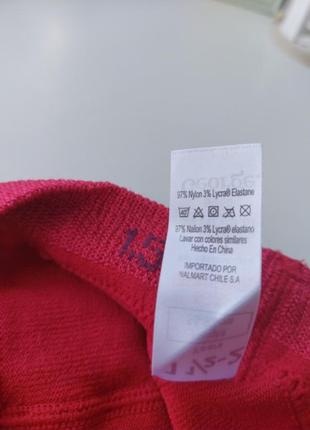 George.
97% Nylon 3% Lycra® Elastane
97% Nailon 3% Lycra® elastano
Lavar con colores similares
Hecho En China
IMPORTADO POR
WALMART CHILE S.A